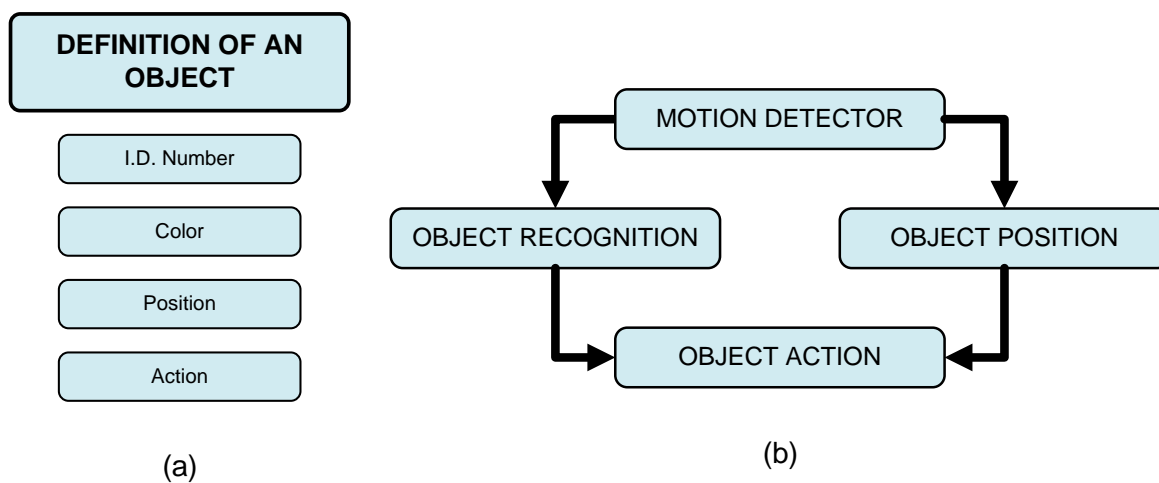 DEFINITION OF AN
OBJECT
I.D. Number
Color
Position
Action
(a)
MOTION DETECTOR
OBJECT RECOGNITION
OBJECT POSITION
OBJECT ACTION
(b)